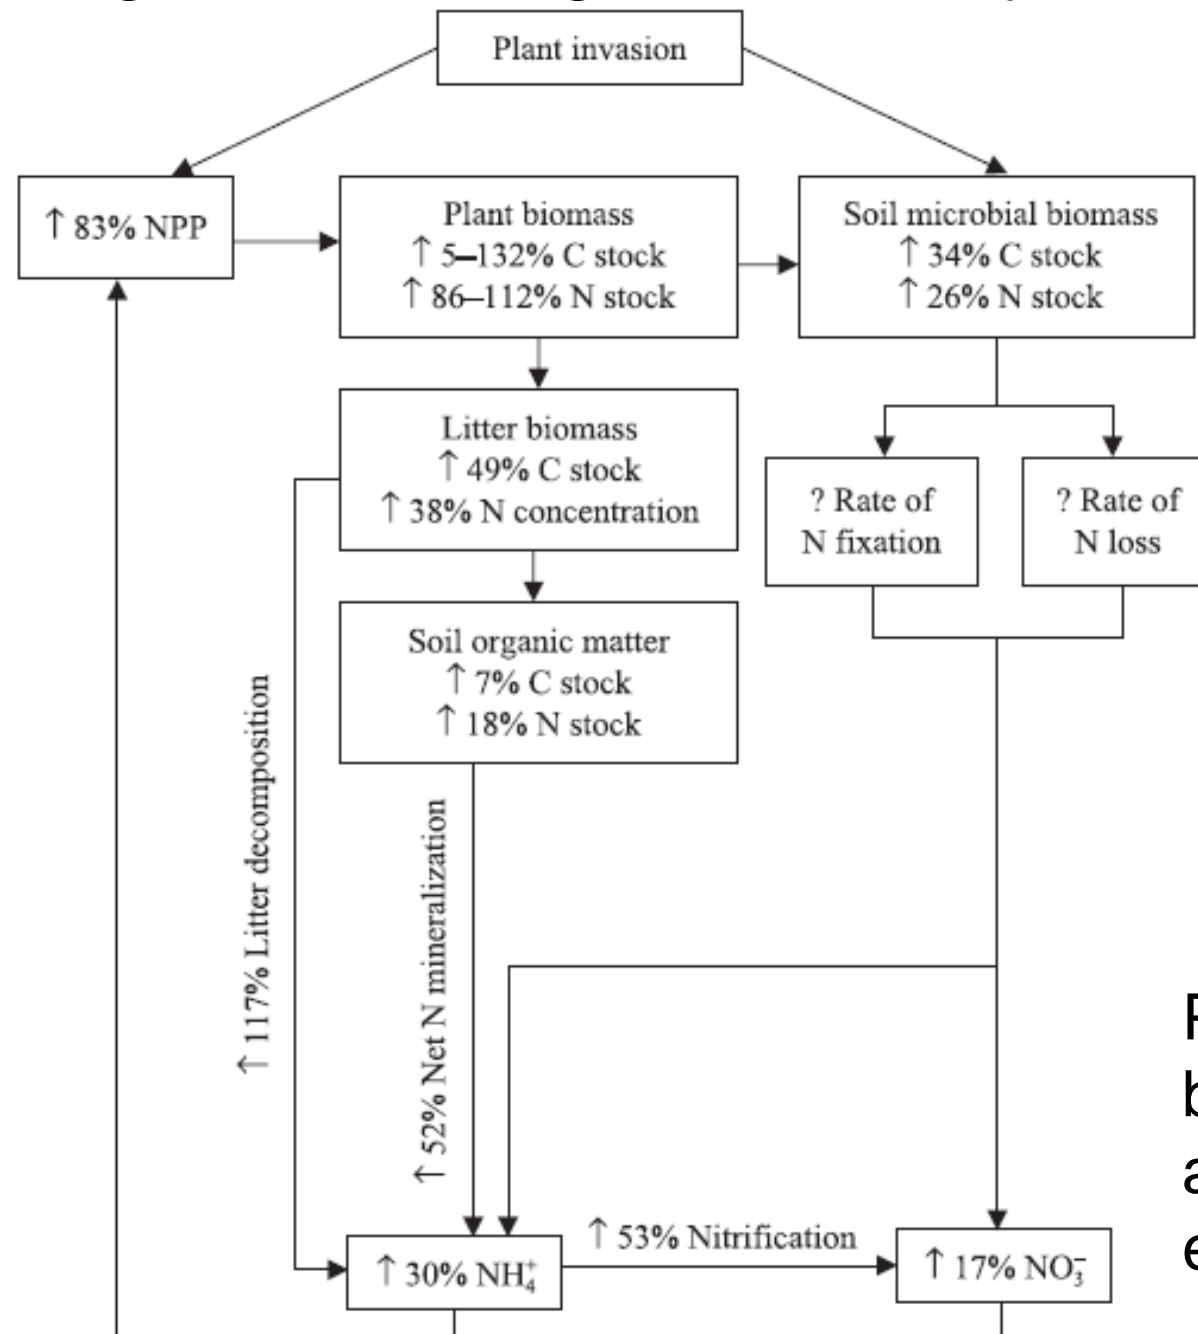 Plant invasion
↑ 83% NPP
Plant biomass
↑ 5–132% C stock
↑ 86–112% N stock
Soil microbial biomass
↑ 34% C stock
↑ 26% N stock
Litter biomass
↑ 49% C stock
↑ 38% N concentration
? Rate of
N fixation
? Rate of
N loss
Soil organic matter
↑ 7% C stock
↑ 18% N stock
↑ 117% Litter decomposition
↑ 52% Net N mineralization
↑ 30% NH₄⁺
↑ 53% Nitrification
↑ 17% NO₃⁻